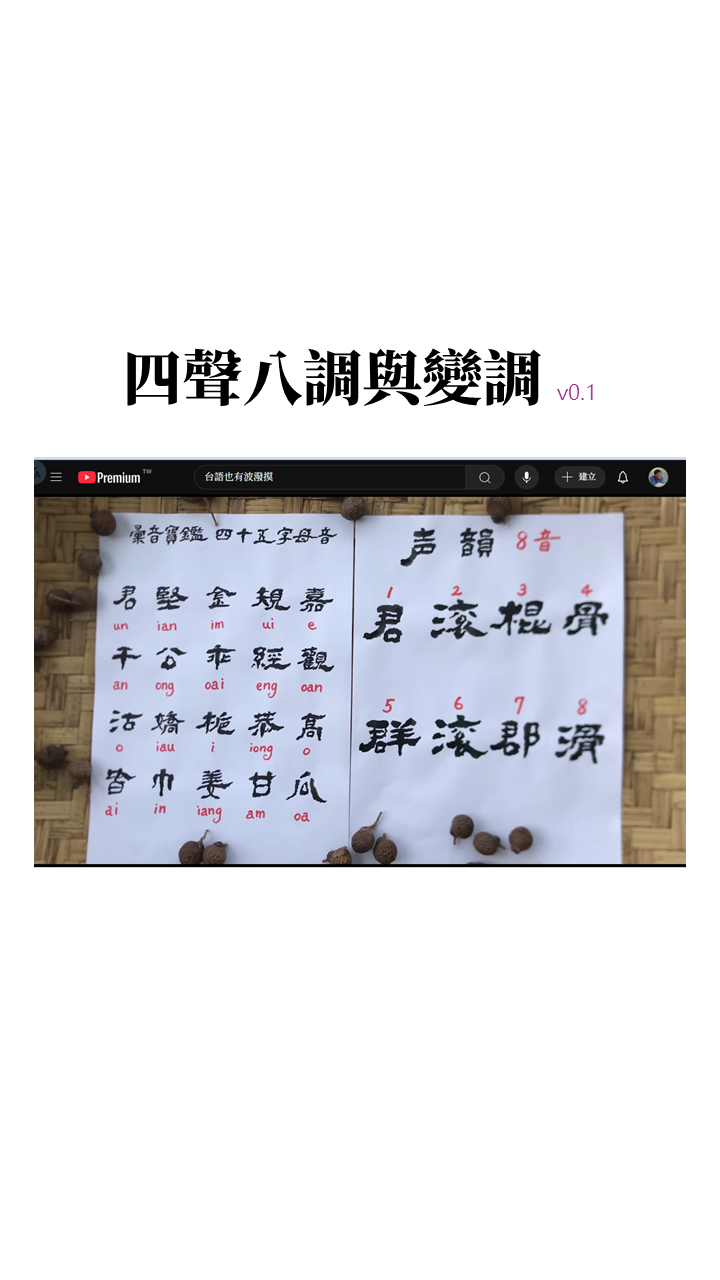 四聲八調與變調 v0.1
Premium TW
台語也有波潑摸
建立
彙音寶鑑 四十五字母音
君 堅 金 規 嘉
un ian im ui e
干 公 乖 經 觀
an ong oai eng oan
沽 嬌 梔 恭 高
o iau i iong o
皆 巾 姜 甘 瓜
ai in iang am oa
声 韻 8音
1 2 3 4
君 滾 棍 骨
5 6 7 8
群 滾 郡 滑